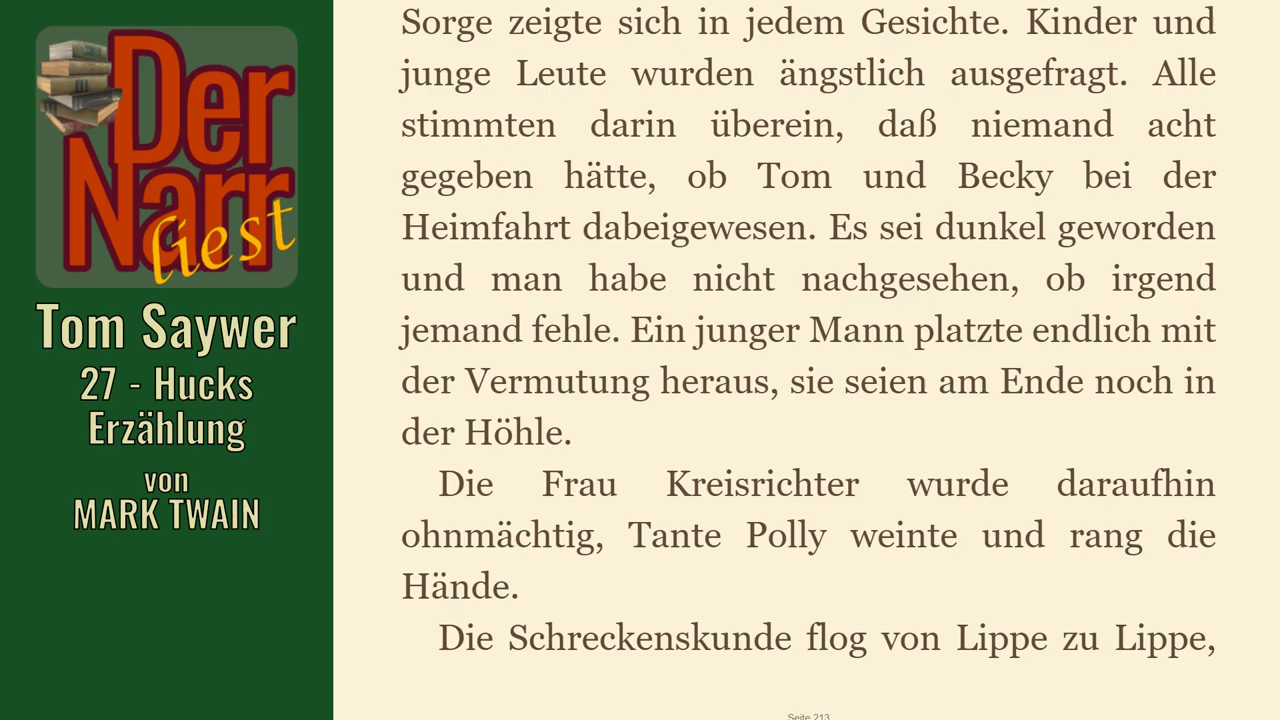 Der
Narr
liest
Tom Saywer
27 - Hucks
Erzählung
von
MARK TWAIN
Sorge zeigte sich in jedem Gesichte. Kinder und
junge Leute wurden ängstlich ausgefragt. Alle
stimmten darin überein, daß niemand acht
gegeben hätte, ob Tom und Becky bei der
Heimfahrt dabeigewesen. Es sei dunkel geworden
und man habe nicht nachgesehen, ob irgend
jemand fehle. Ein junger Mann platzte endlich mit
der Vermutung heraus, sie seien am Ende noch in
der Höhle.
Die Frau Kreisrichter wurde daraufhin
ohnmächtig, Tante Polly weinte und rang die
Hände.
Die Schreckenskunde flog von Lippe zu Lippe,
Seite 213